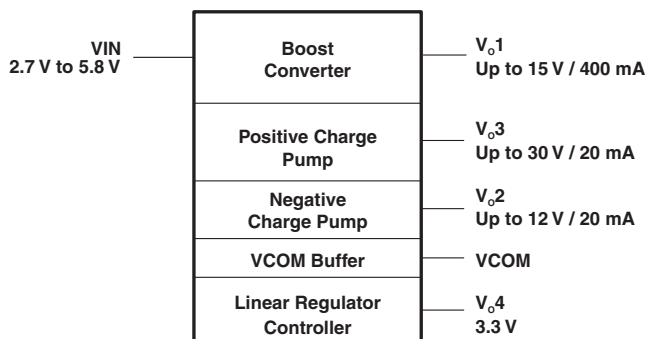 VIN
2.7 V to 5.8 V
Boost
Converter
Vo1
Up to 15 V / 400 mA
Positive Charge
Pump
Vo3
Up to 30 V / 20 mA
Negative
Charge Pump
Vo2
Up to 12 V / 20 mA
VCOM Buffer
VCOM
Linear Regulator
Controller
Vo4
3.3 V